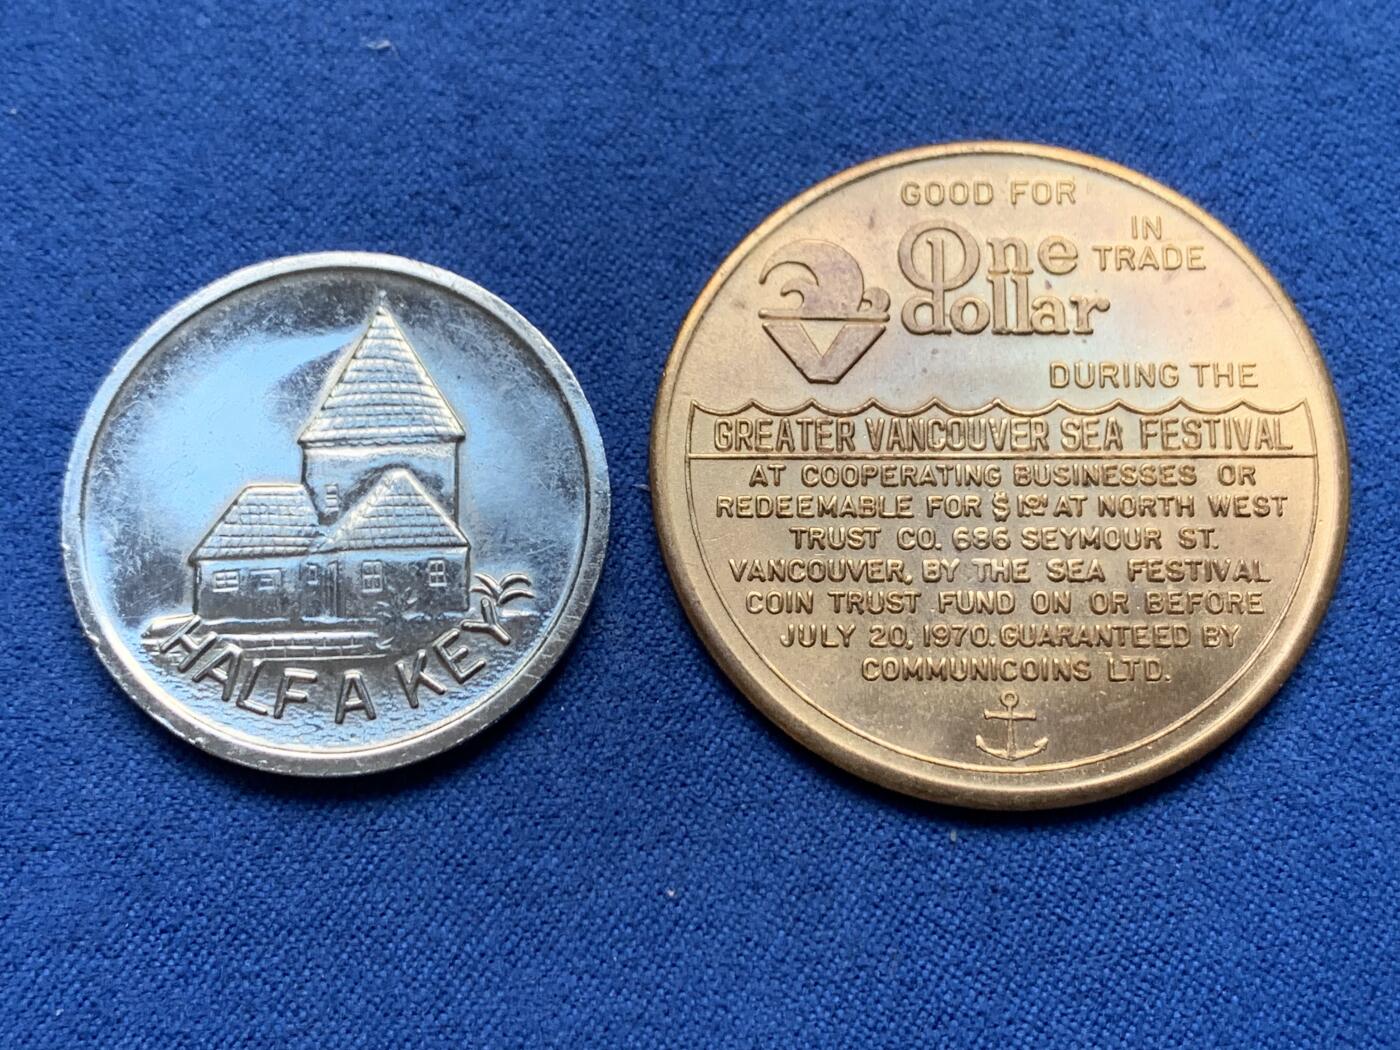 HALF A KEY
GOOD FOR
One IN
dollar TRADE
DURING THE
GREATER VANCOUVER SEA FESTIVAL
AT COOPERATING BUSINESSES OR
REDEEMABLE FOR $1.00 AT NORTH WEST
TRUST CO. 686 SEYMOUR ST.
VANCOUVER, BY THE SEA FESTIVAL
COIN TRUST FUND ON OR BEFORE
JULY 20, 1970. GUARANTEED BY
COMMUNICOINS LTD.